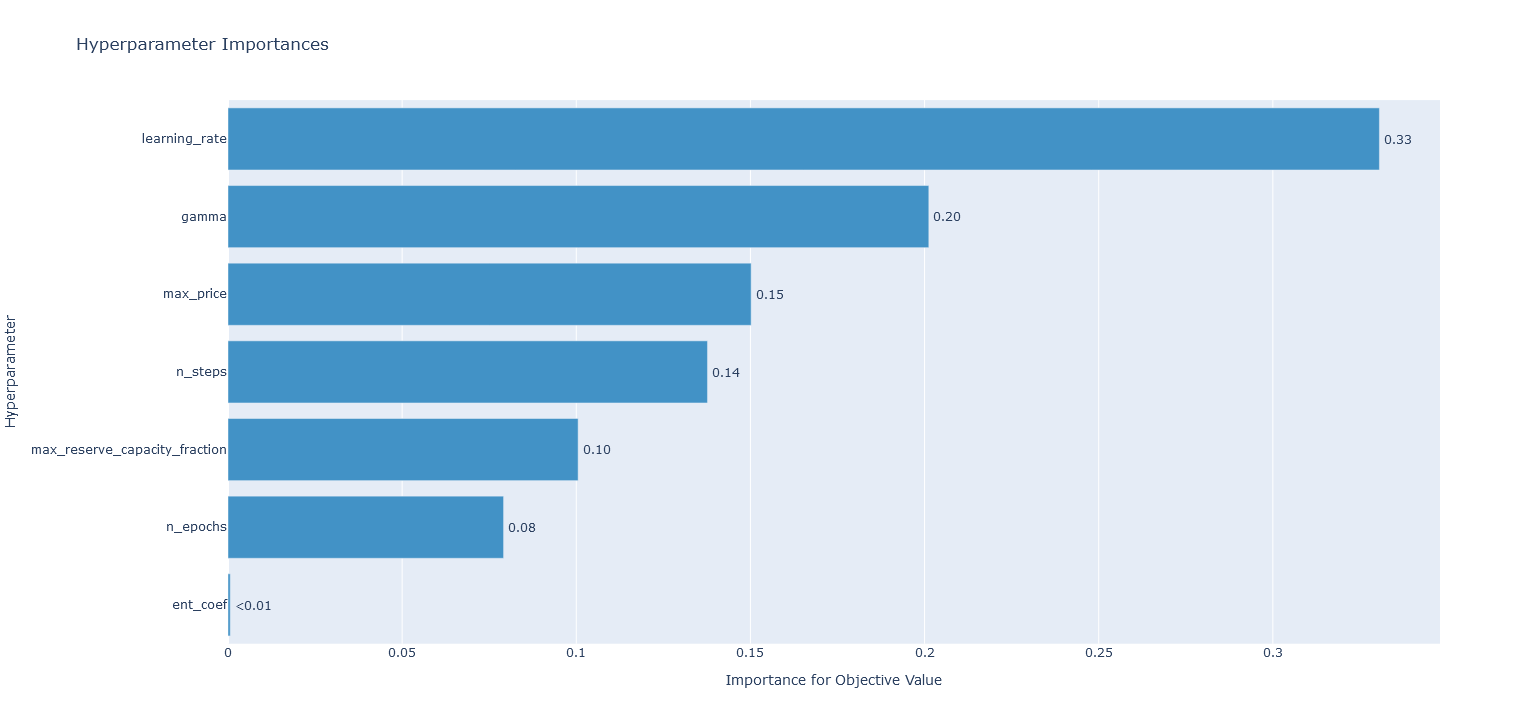 Hyperparameter Importances
Hyperparameter
learning_rate 0.33
gamma 0.20
max_price 0.15
n_steps 0.14
max_reserve_capacity_fraction 0.10
n_epochs 0.08
ent_coef <0.01
0 0.05 0.1 0.15 0.2 0.25 0.3
Importance for Objective Value